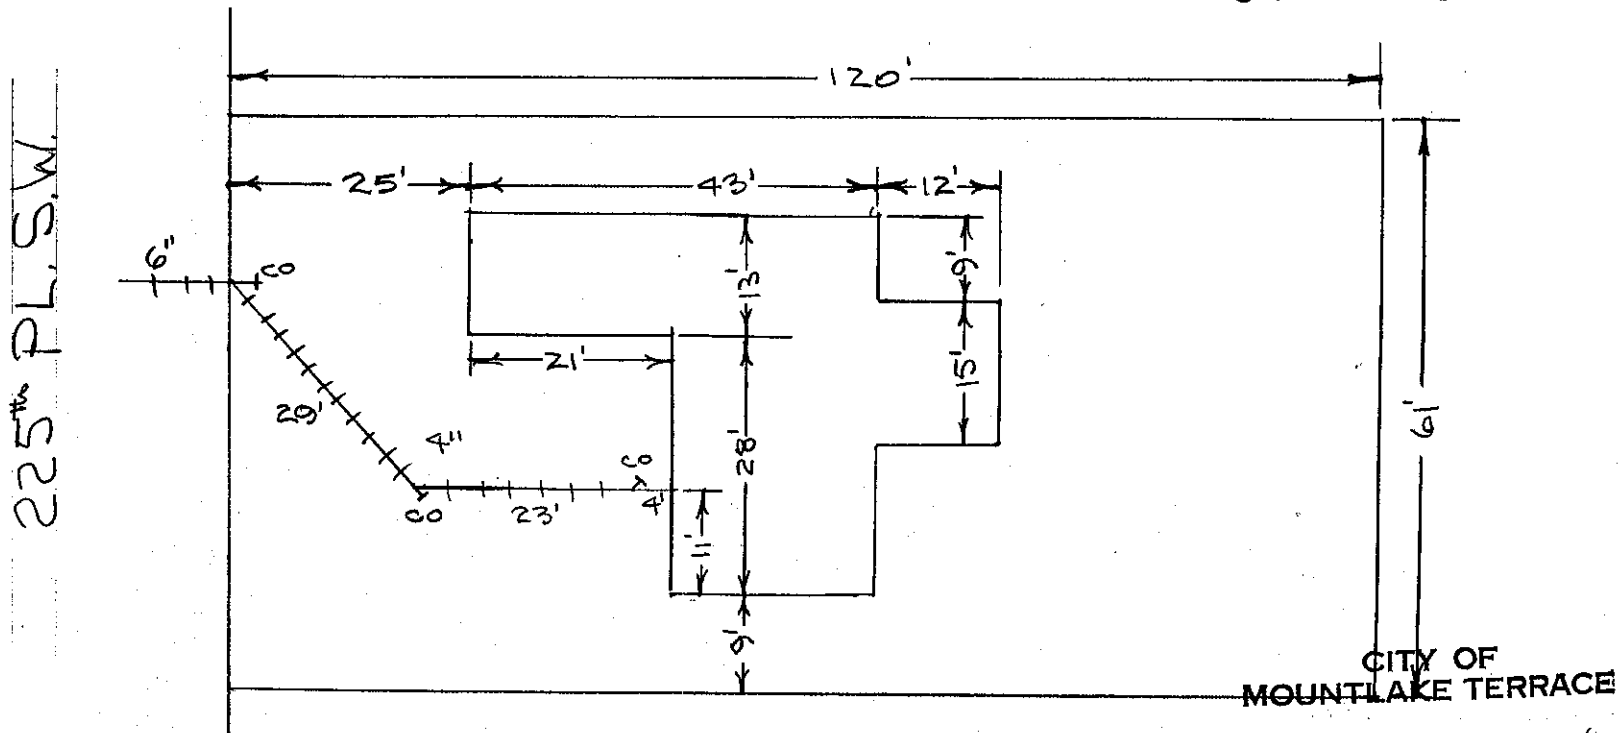 120'
25'
43'
12'
225th PL. S.W.
6"
CO
13'
9'
21'
15'
61'
29'
4"
28'
CO
CO
23'
4'
11'
9'
CITY OF
MOUNTLAKE TERRACE